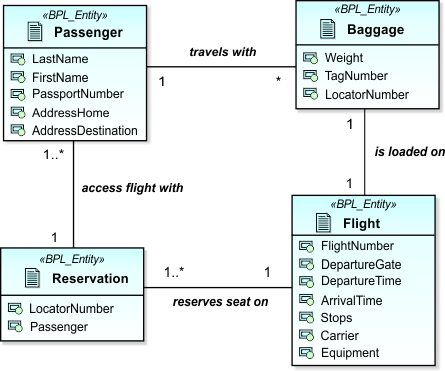 «BPL_Entity»
Passenger
LastName
FirstName
PassportNumber
AddressHome
AddressDestination
travels with
1
*
«BPL_Entity»
Baggage
Weight
TagNumber
LocatorNumber
1
is loaded on
1
1..*
access flight with
1
«BPL_Entity»
Flight
FlightNumber
DepartureGate
DepartureTime
ArrivalTime
Stops
Carrier
Equipment
«BPL_Entity»
Reservation
LocatorNumber
Passenger
1..*
1
reserves seat on